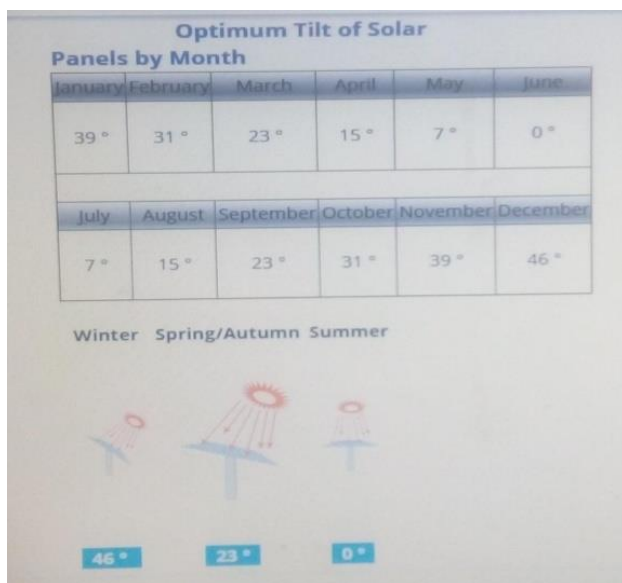 Optimum Tilt of Solar
Panels by Month
January February March April May June
39 ° 31 ° 23 ° 15 ° 7 ° 0 °
July August September October November December
7 ° 15 ° 23 ° 31 ° 39 ° 46 °
Winter Spring/Autumn Summer
46 ° 23 ° 0 °